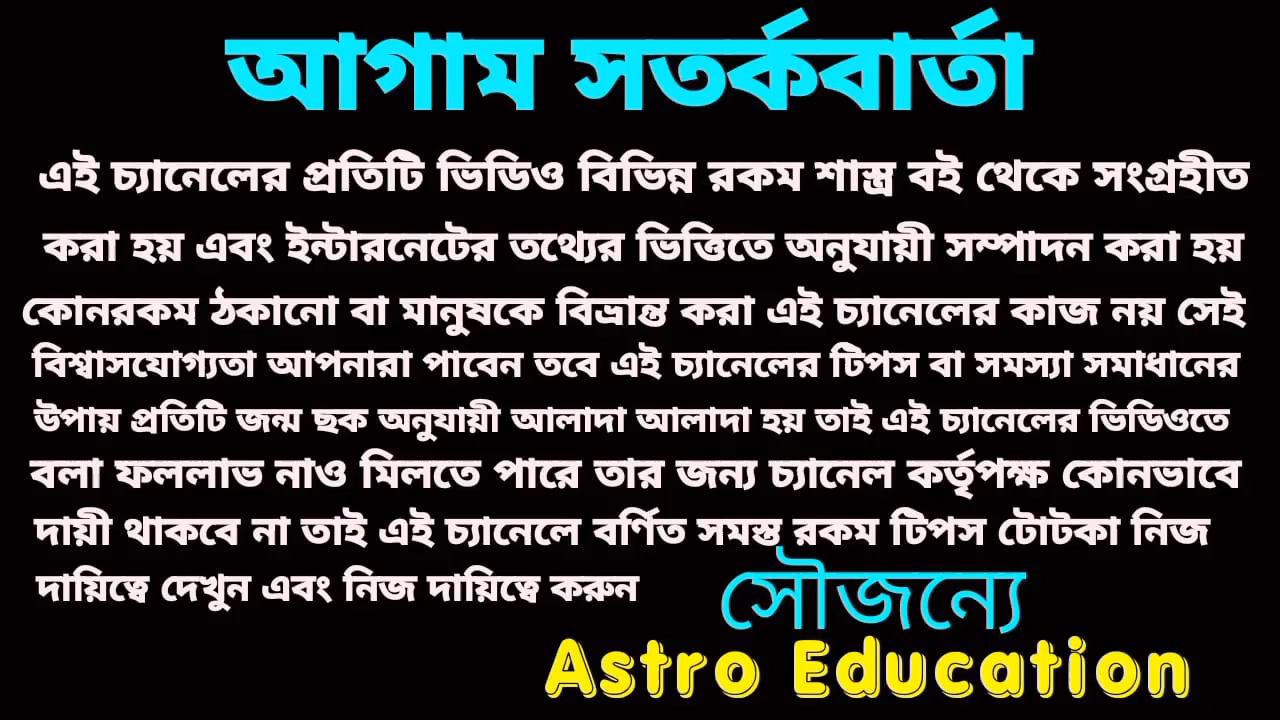 আগাম সতর্কবার্তা
এই চ্যানেলের প্রতিটি ভিডিও বিভিন্ন রকম শাস্ত্র বই থেকে সংগ্রহীত
করা হয় এবং ইন্টারনেটের তথ্যের ভিত্তিতে অনুযায়ী সম্পাদন করা হয়
কোনরকম ঠকানো বা মানুষকে বিভ্রান্ত করা এই চ্যানেলের কাজ নয় সেই
বিশ্বাসযোগ্যতা আপনারা পাবেন তবে এই চ্যানেলের টিপস বা সমস্যা সমাধানের
উপায় প্রতিটি জন্ম ছক অনুযায়ী আলাদা আলাদা হয় তাই এই চ্যানেলের ভিডিওতে
বলা ফললাভ নাও মিলতে পারে তার জন্য চ্যানেল কর্তৃপক্ষ কোনভাবে
দায়ী থাকবে না তাই এই চ্যানেলে বর্ণিত সমস্ত রকম টিপস টোটকা নিজ
দায়িত্বে দেখুন এবং নিজ দায়িত্বে করুন
সৌজন্যে
Astro Education